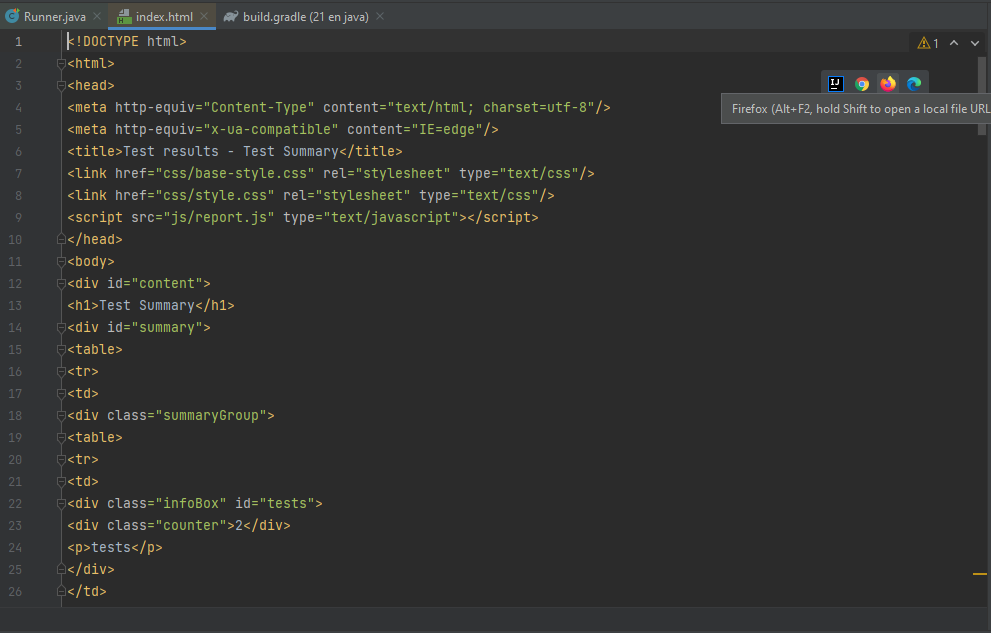 Runner.java index.html build.gradle (21 en java)
1 <!DOCTYPE html> 1
2 <html>
3 <head>
4 <meta http-equiv="Content-Type" content="text/html; charset=utf-8"/>
Firefox (Alt+F2, hold Shift to open a local file URL
5 <meta http-equiv="x-ua-compatible" content="IE=edge"/>
6 <title>Test results - Test Summary</title>
7 <link href="css/base-style.css" rel="stylesheet" type="text/css"/>
8 <link href="css/style.css" rel="stylesheet" type="text/css"/>
9 <script src="js/report.js" type="text/javascript"></script>
10 </head>
11 <body>
12 <div id="content">
13 <h1>Test Summary</h1>
14 <div id="summary">
15 <table>
16 <tr>
17 <td>
18 <div class="summaryGroup">
19 <table>
20 <tr>
21 <td>
22 <div class="infoBox" id="tests">
23 <div class="counter">2</div>
24 <p>tests</p>
25 </div>
26 </td>